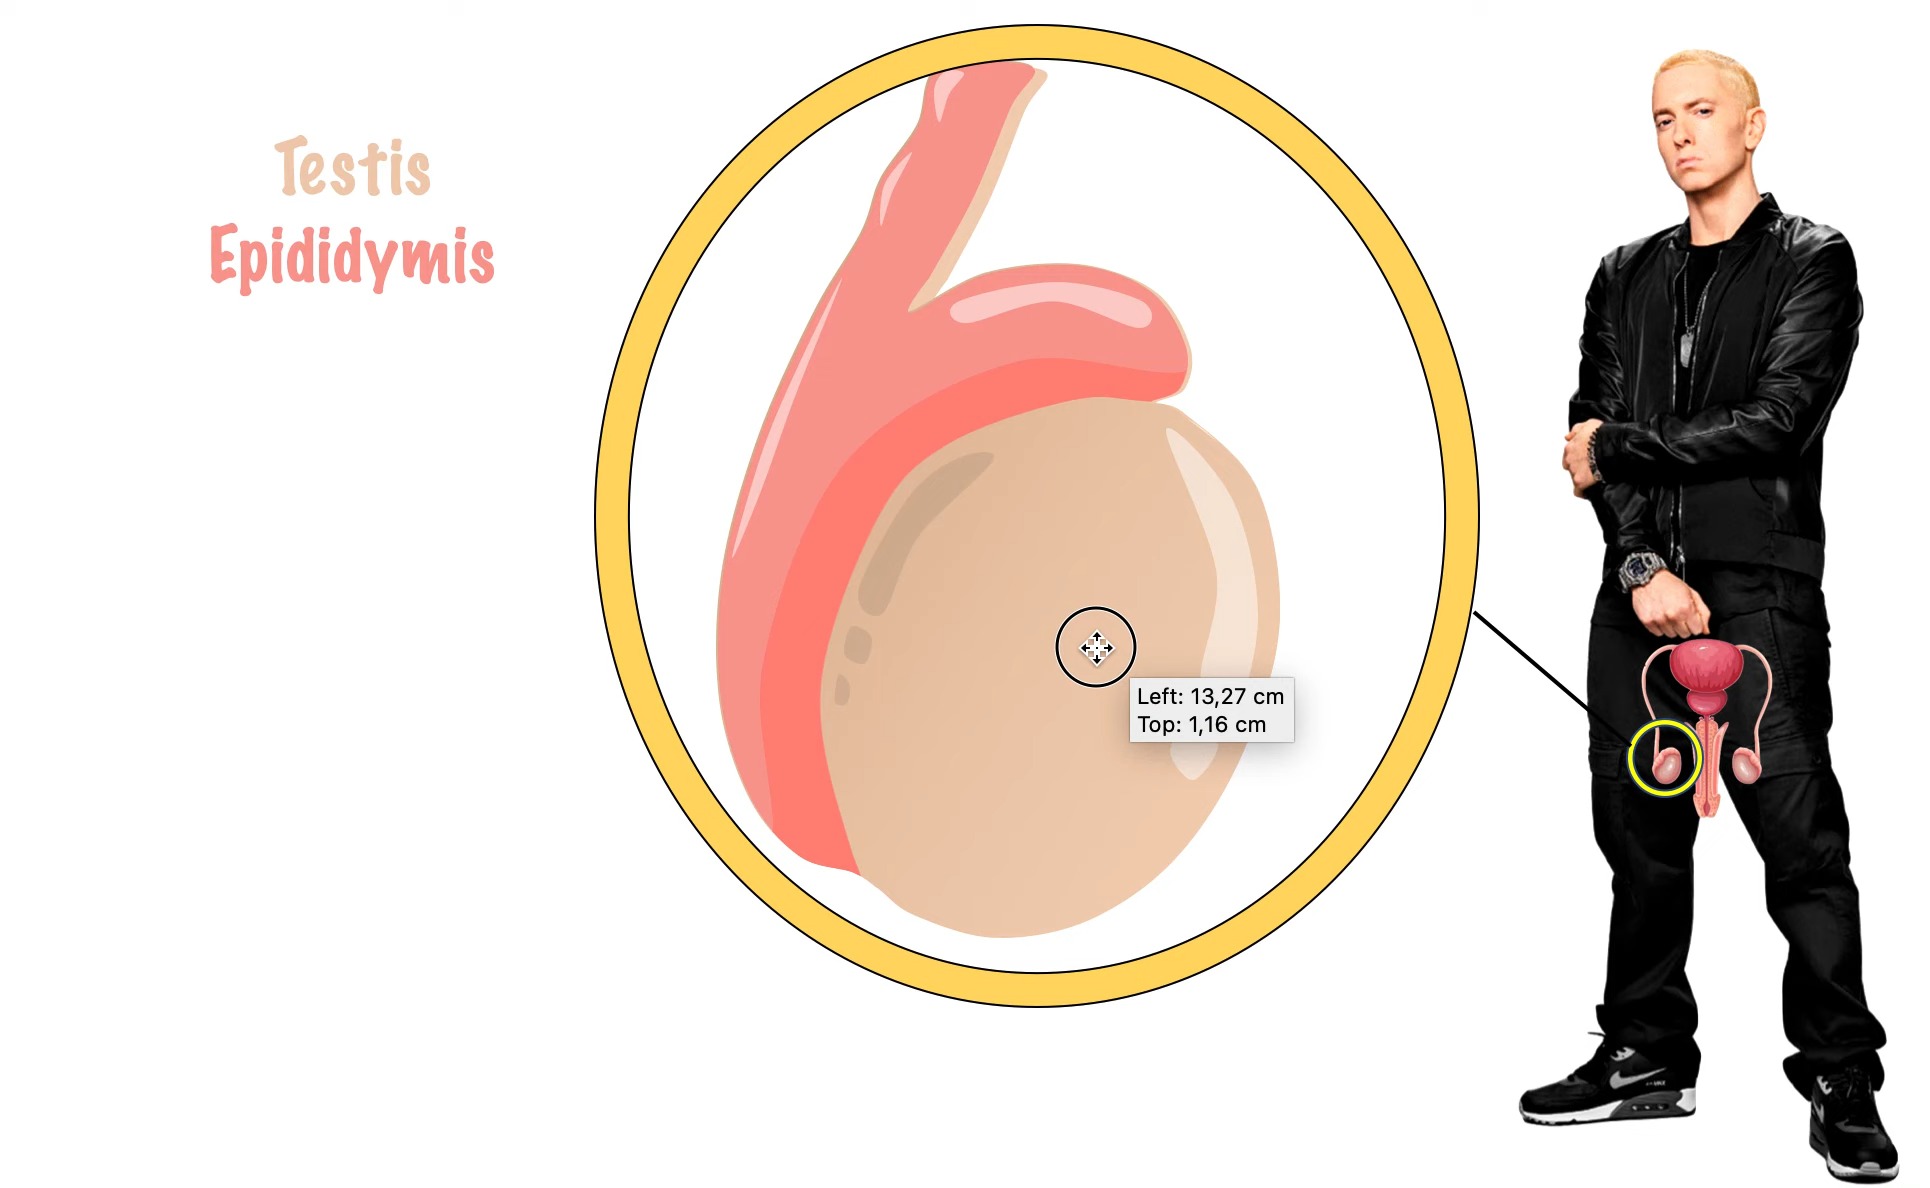 Testis
Epididymis
Left: 13,27 cm
Top: 1,16 cm